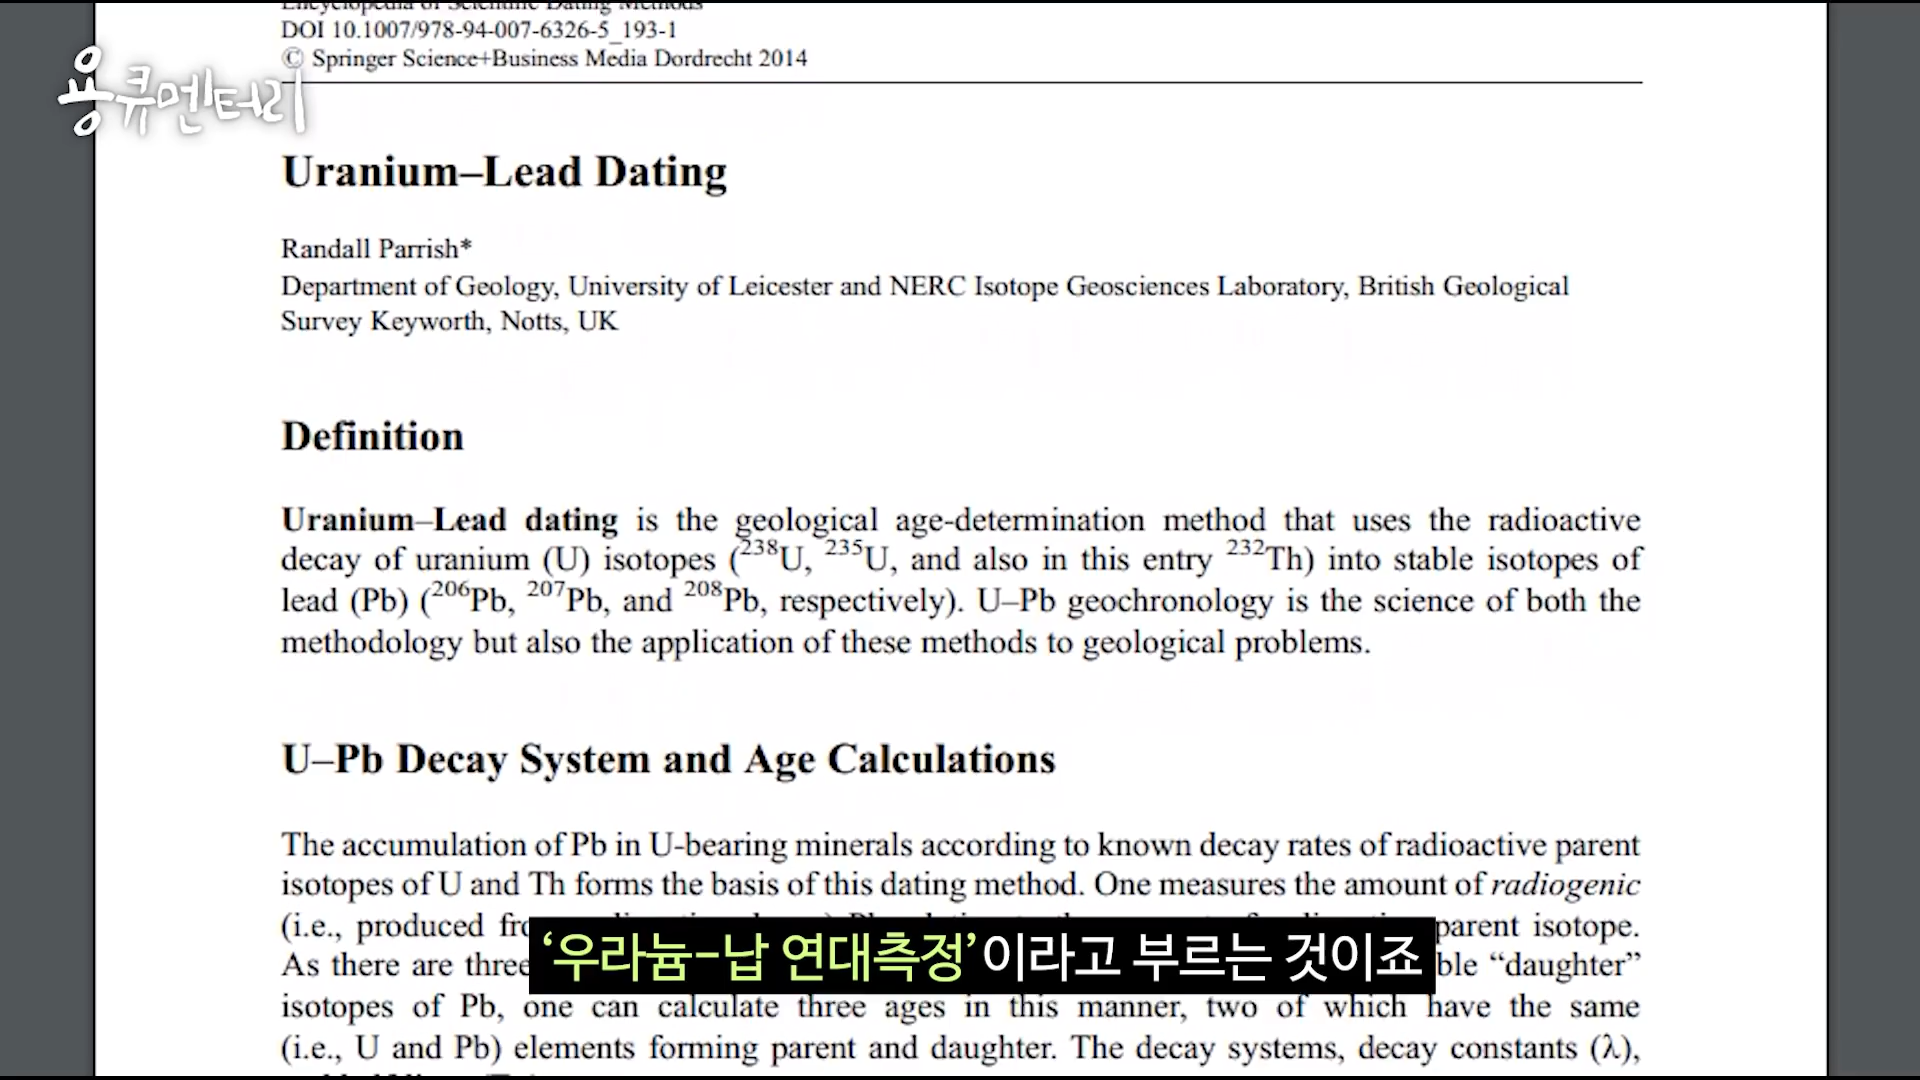 Encyclopedia of Scientific Dating Methods
DOI 10.1007/978-94-007-6326-5_193-1
© Springer Science+Business Media Dordrecht 2014
용큐멘터리
Uranium–Lead Dating
Randall Parrish*
Department of Geology, University of Leicester and NERC Isotope Geosciences Laboratory, British Geological
Survey Keyworth, Notts, UK
Definition
Uranium–Lead dating is the geological age-determination method that uses the radioactive
decay of uranium (U) isotopes (²³⁸U, ²³⁵U, and also in this entry ²³²Th) into stable isotopes of
lead (Pb) (²⁰⁶Pb, ²⁰⁷Pb, and ²⁰⁸Pb, respectively). U–Pb geochronology is the science of both the
methodology but also the application of these methods to geological problems.
U–Pb Decay System and Age Calculations
The accumulation of Pb in U-bearing minerals according to known decay rates of radioactive parent
isotopes of U and Th forms the basis of this dating method. One measures the amount of radiogenic
(i.e., produced parent isotope.
As there are three “daughter”
‘우라늄-납 연대측정’이라고 부르는 것이죠
isotopes of Pb, one can calculate three ages in this manner, two of which have the same
(i.e., U and Pb) elements forming parent and daughter. The decay systems, decay constants (λ),